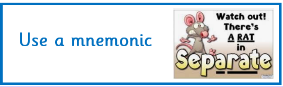 Use a mnemonic
Watch out!
There's
A RAT
in
Separate